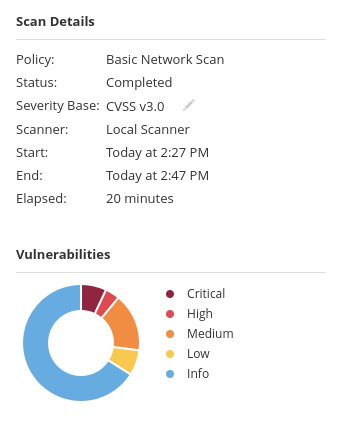 Scan Details
Policy: Basic Network Scan
Status: Completed
Severity Base: CVSS v3.0
Scanner: Local Scanner
Start: Today at 2:27 PM
End: Today at 2:47 PM
Elapsed: 20 minutes
Vulnerabilities
Critical
High
Medium
Low
Info